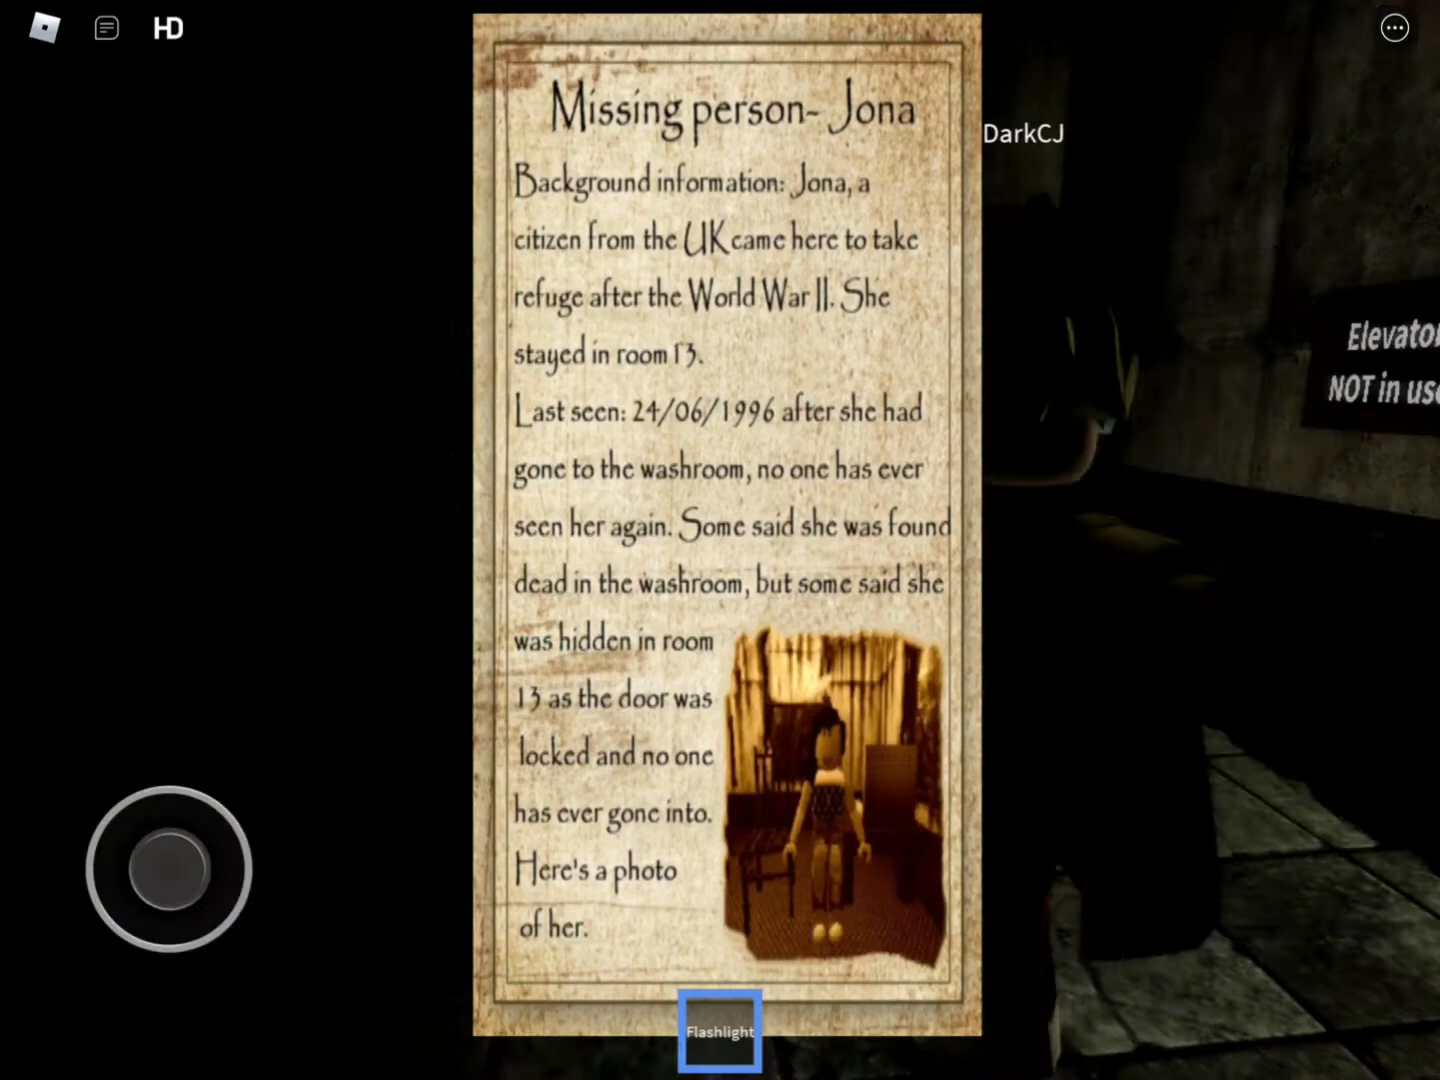 HD
Missing person- Jona
DarkCJ
Background information: Jona, a
citizen from the UK came here to take
refuge after the World War II. She
stayed in room 13.
Last seen: 24/06/1996 after she had
gone to the washroom, no one has ever
seen her again. Some said she was found
dead in the washroom, but some said she
was hidden in room
13 as the door was
locked and no one
has ever gone into.
Here's a photo
of her.
NOT in
Flashlight